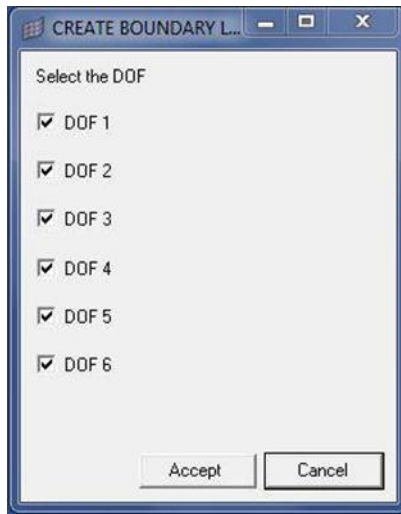 CREATE BOUNDARY L...
Select the DOF
DOF 1
DOF 2
DOF 3
DOF 4
DOF 5
DOF 6
Accept Cancel